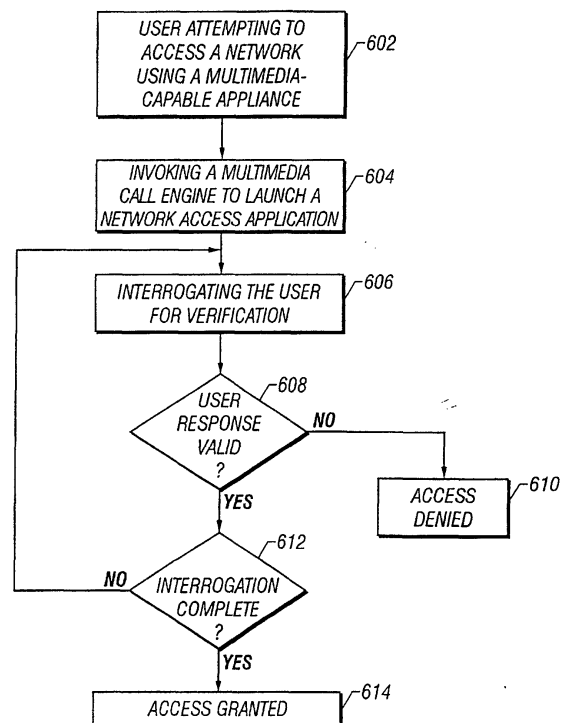 USER ATTEMPTING TO
ACCESS A NETWORK
USING A MULTIMEDIA-
CAPABLE APPLIANCE
602
INVOKING A MULTIMEDIA
CALL ENGINE TO LAUNCH A
NETWORK ACCESS APPLICATION
604
INTERROGATING THE USER
FOR VERIFICATION
606
USER
RESPONSE
VALID
?
608
NO
YES
ACCESS
DENIED
610
INTERROGATION
COMPLETE
?
612
NO
YES
ACCESS GRANTED
614